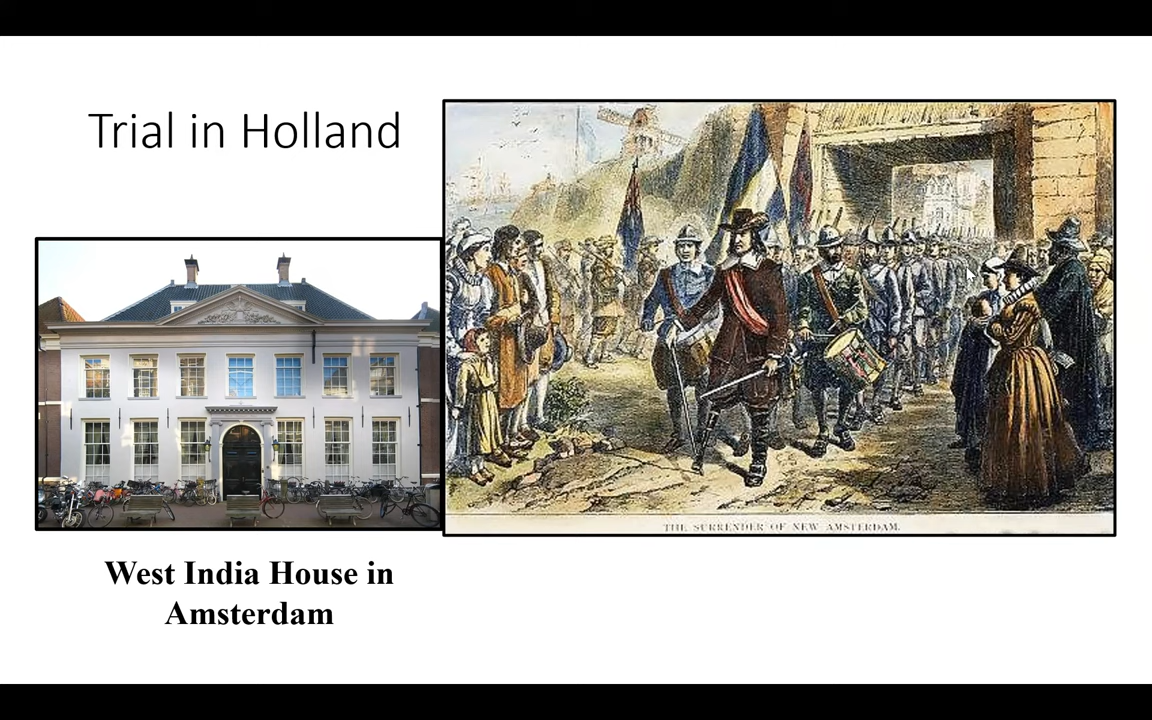 Trial in Holland
THE SURRENDER OF NEW AMSTERDAM.
West India House in
Amsterdam